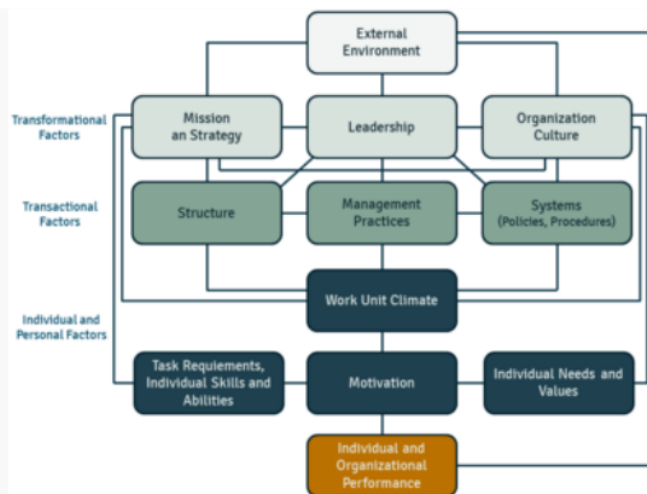 External
Environment
Transformational
Factors
Mission
an Strategy
Leadership
Organization
Culture
Transactional
Factors
Structure
Management
Practices
Systems
(Policies, Procedures)
Work Unit Climate
Individual and
Personal Factors
Task Requiements,
Individual Skills and
Abilities
Motivation
Individual Needs and
Values
Individual and
Organizational
Performance